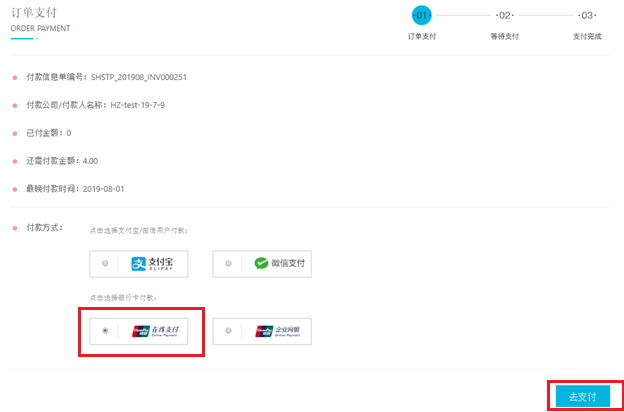 订单支付
ORDER PAYMENT
·01· ·02· ·03·
订单支付 等待支付 支付完成
付款信息单编号：SHSTP_201908_INV000251
付款公司/付款人名称：HZ-test-19-7-9
已付金额：0
还需付款金额：4.00
最晚付款时间：2019-08-01
付款方式：
点击选择支付宝/微信用户付款：
支付宝 微信支付
ALIPAY
点击选择银行卡付款：
在线支付 企业网银
Online Payment Online Payment
去支付